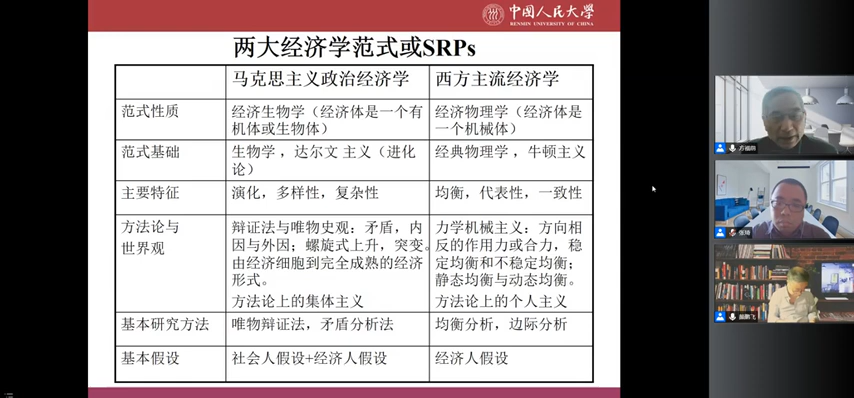 中国人民大学
RENMIN UNIVERSITY OF CHINA
两大经济学范式或SRPs
马克思主义政治经济学
西方主流经济学
范式性质
经济生物学（经济体是一个有
机体或生物体）
经济物理学（经济体是
一个机械体）
范式基础
生物学，达尔文 主义（进化
论）
经典物理学，牛顿主义
主要特征
演化，多样性，复杂性
均衡，代表性，一致性
方法论与
世界观
辩证法与唯物史观：矛盾，内
因与外因；螺旋式上升，突变。
由经济细胞到完全成熟的经济
形式。
方法论上的集体主义
力学机械主义：方向相
反的作用力或合力，稳
定均衡和不稳定均衡；
静态均衡与动态均衡。
方法论上的个人主义
基本研究方法
唯物辩证法，矛盾分析法
均衡分析，边际分析
基本假设
社会人假设+经济人假设
经济人假设
张琦